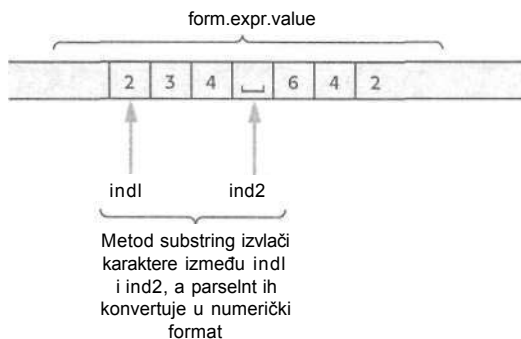 form.expr.value
2 3 4 ␣ 6 4 2
indl ind2
Metod substring izvlači
karaktere između indl
i ind2, a parselnt ih
konvertuje u numerički
format